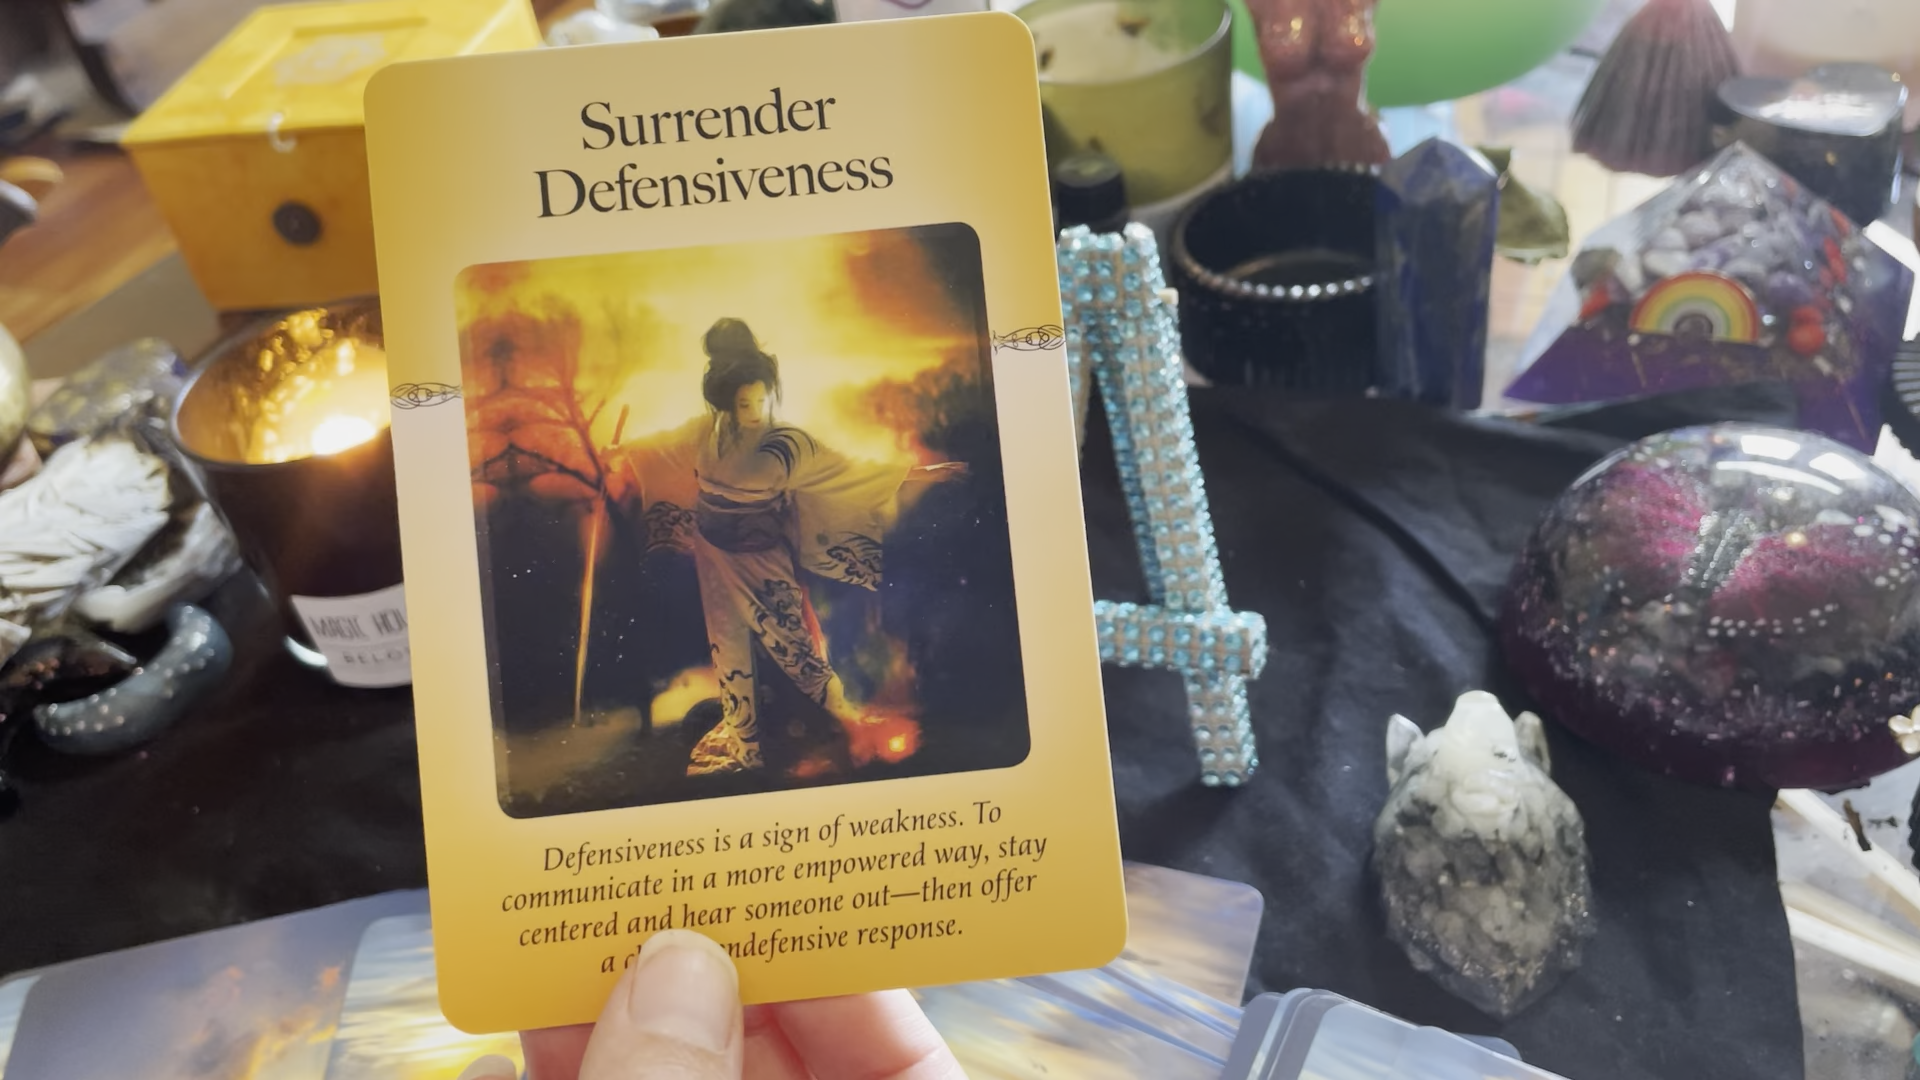 Surrender
Defensiveness
Defensiveness is a sign of weakness. To
communicate in a more empowered way, stay
centered and hear someone out—then offer
a response.
MAGIC